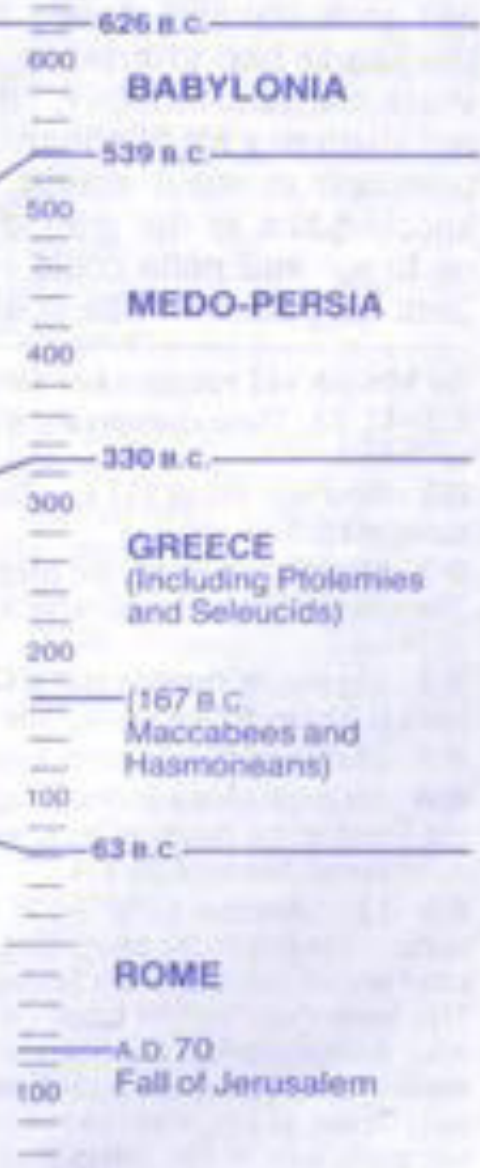 626 B.C.
600
BABYLONIA
539 B.C.
500
MEDO-PERSIA
400
330 B.C.
300
GREECE
(Including Ptolemies
and Seleucids)
200
(167 B.C.
Maccabees and
Hasmoneans)
100
63 B.C.
ROME
A.D. 70
100
Fall of Jerusalem